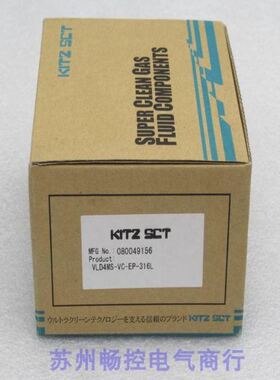 KITZ SCT
SUPER CLEAN GAS
FLUID COMPONENTS
KITZ SCT
MFG No. 080049156
Product
VLD4MS-VC-EP-316L
ウルトラクリーンテクノロジーを支える信頼のブランド KITZ SCT
苏州畅控电气商行